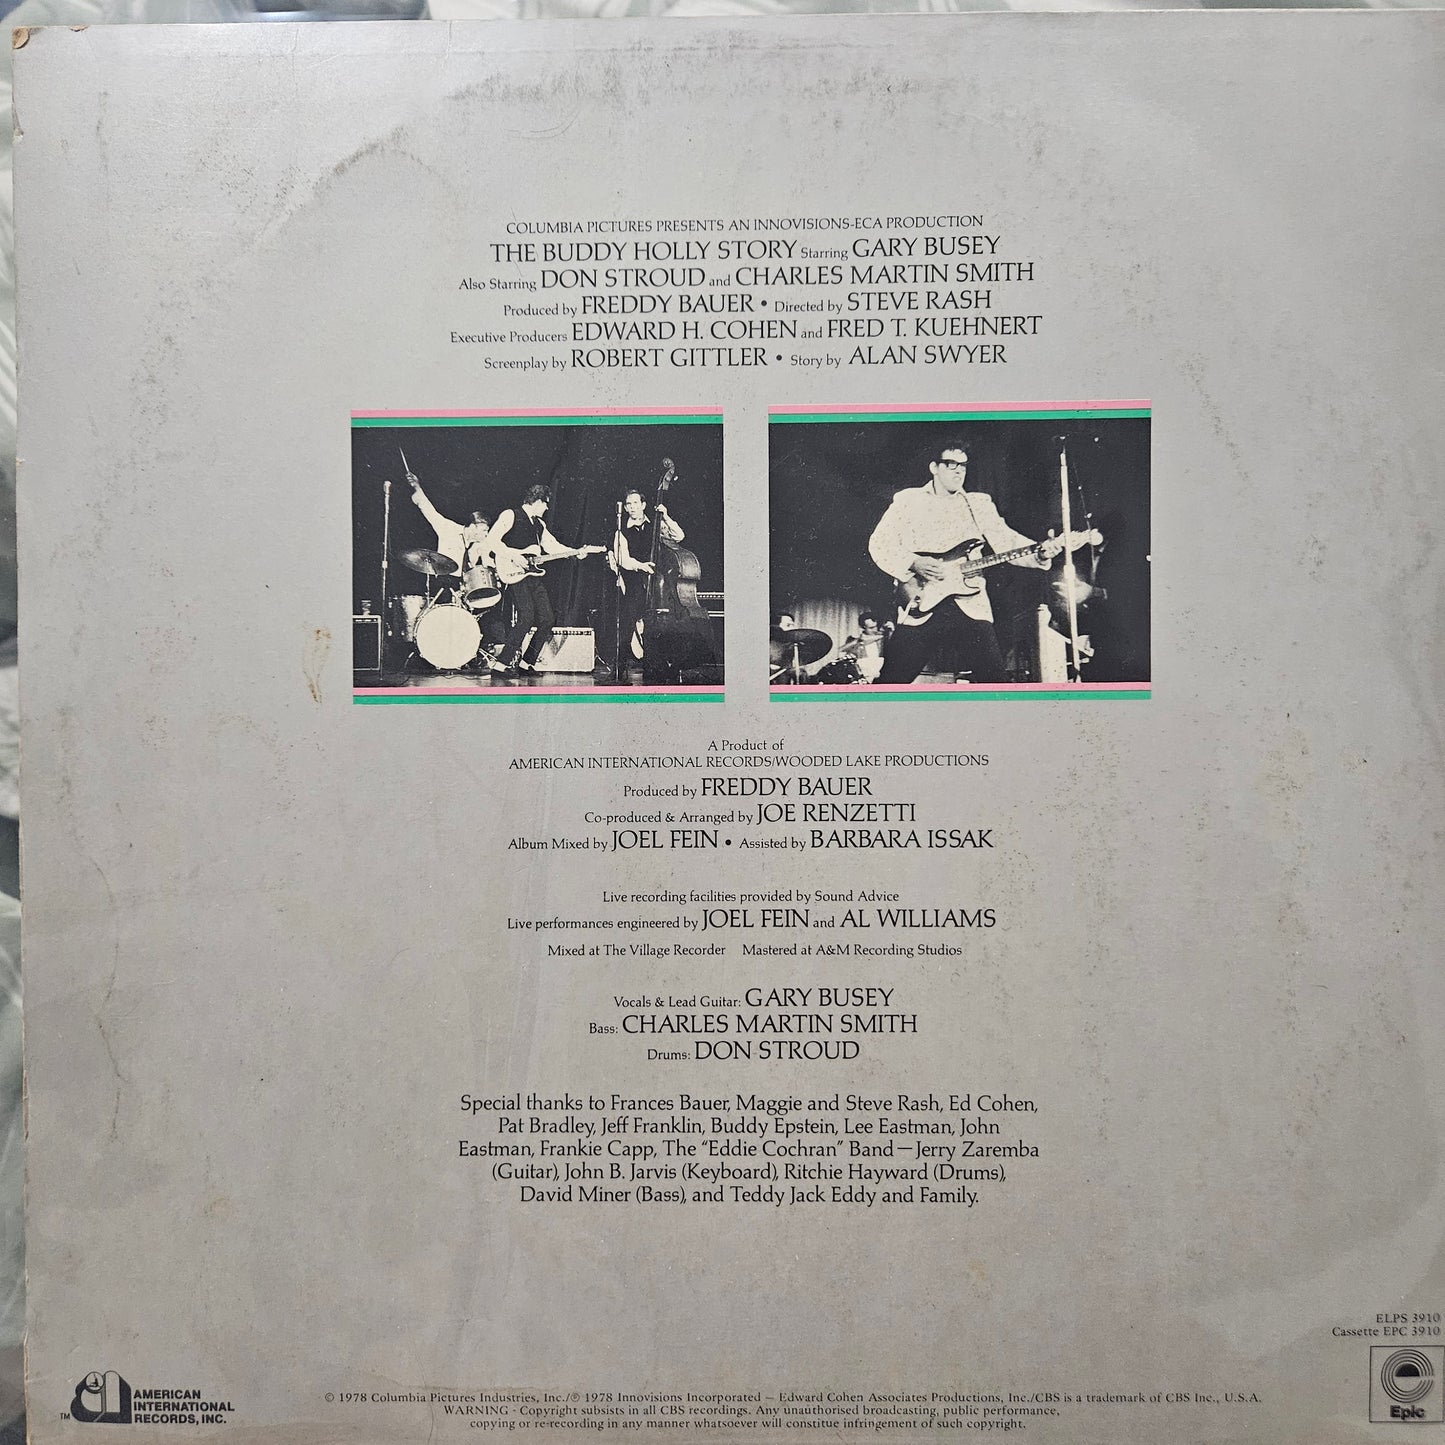 COLUMBIA PICTURES PRESENTS AN INNOVISIONS-ECA PRODUCTION
THE BUDDY HOLLY STORY Starring GARY BUSEY
Also Starring DON STROUD and CHARLES MARTIN SMITH
Produced by FREDDY BAUER • Directed by STEVE RASH
Executive Producers EDWARD H. COHEN and FRED T. KUEHNERT
Screenplay by ROBERT GITTLER • Story by ALAN SWYER
A Product of
AMERICAN INTERNATIONAL RECORDS/WOODED LAKE PRODUCTIONS
Produced by FREDDY BAUER
Co-produced & Arranged by JOE RENZETTI
Album Mixed by JOEL FEIN • Assisted by BARBARA ISSAK
Live recording facilities provided by Sound Advice
Live performances engineered by JOEL FEIN and AL WILLIAMS
Mixed at The Village Recorder Mastered at A&M Recording Studios
Vocals & Lead Guitar: GARY BUSEY
Bass: CHARLES MARTIN SMITH
Drums: DON STROUD
Special thanks to Frances Bauer, Maggie and Steve Rash, Ed Cohen,
Pat Bradley, Jeff Franklin, Buddy Epstein, Lee Eastman, John
Eastman, Frankie Capp, The “Eddie Cochran” Band—Jerry Zaremba
(Guitar), John B. Jarvis (Keyboard), Ritchie Hayward (Drums),
David Miner (Bass), and Teddy Jack Eddy and Family.
ELPS 3910
Cassette EPC 3910
TM
AMERICAN
INTERNATIONAL
RECORDS, INC.
© 1978 Columbia Pictures Industries, Inc./℗ 1978 Innovisions Incorporated — Edward Cohen Associates Productions, Inc./CBS is a trademark of CBS Inc., U.S.A.
WARNING - Copyright subsists in all CBS recordings. Any unauthorised broadcasting, public performance,
copying or re-recording in any manner whatsoever will constitute infringement of such copyright.
Epic